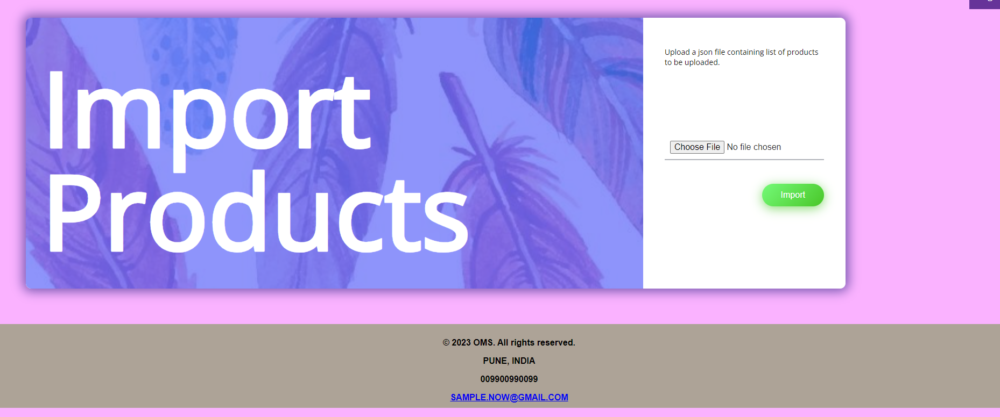 Import
Products
Upload a json file containing list of products
to be uploaded.
Choose File No file chosen
Import
© 2023 OMS. All rights reserved.
PUNE, INDIA
009900990099
SAMPLE.NOW@GMAIL.COM